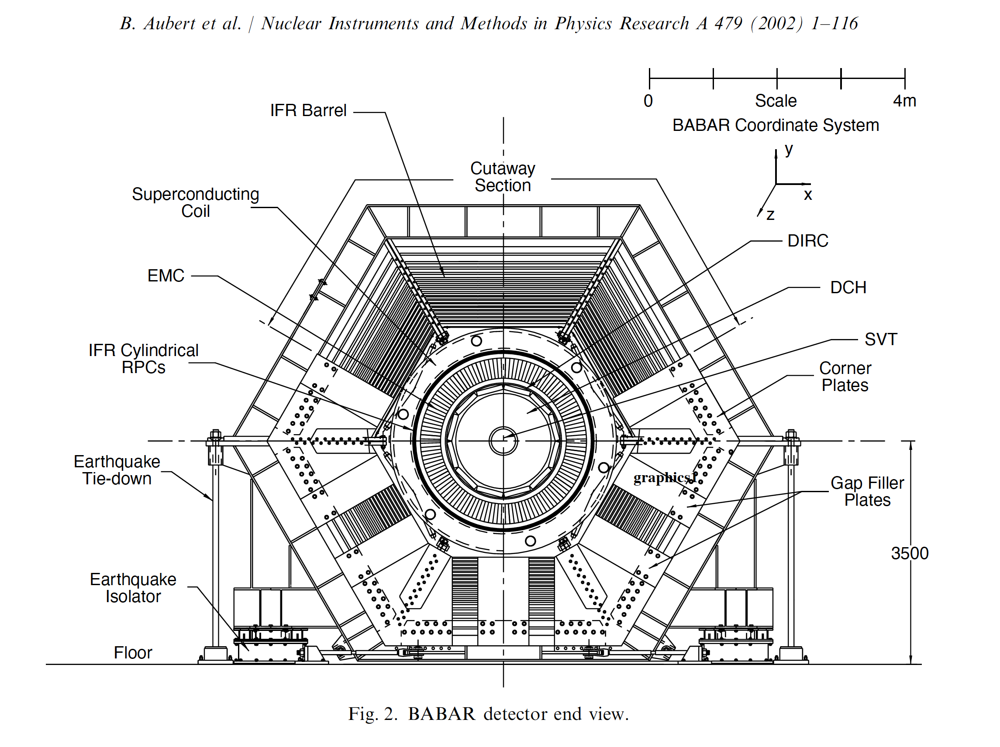 B. Aubert et al. / Nuclear Instruments and Methods in Physics Research A 479 (2002) 1–116
0
Scale
4m
BABAR Coordinate System
y
x
z
IFR Barrel
Cutaway
Section
Superconducting
Coil
DIRC
EMC
DCH
SVT
IFR Cylindrical
RPCs
Corner
Plates
Earthquake
Tie-down
graphics1
Gap Filler
Plates
3500
Earthquake
Isolator
Floor
Fig. 2. BABAR detector end view.